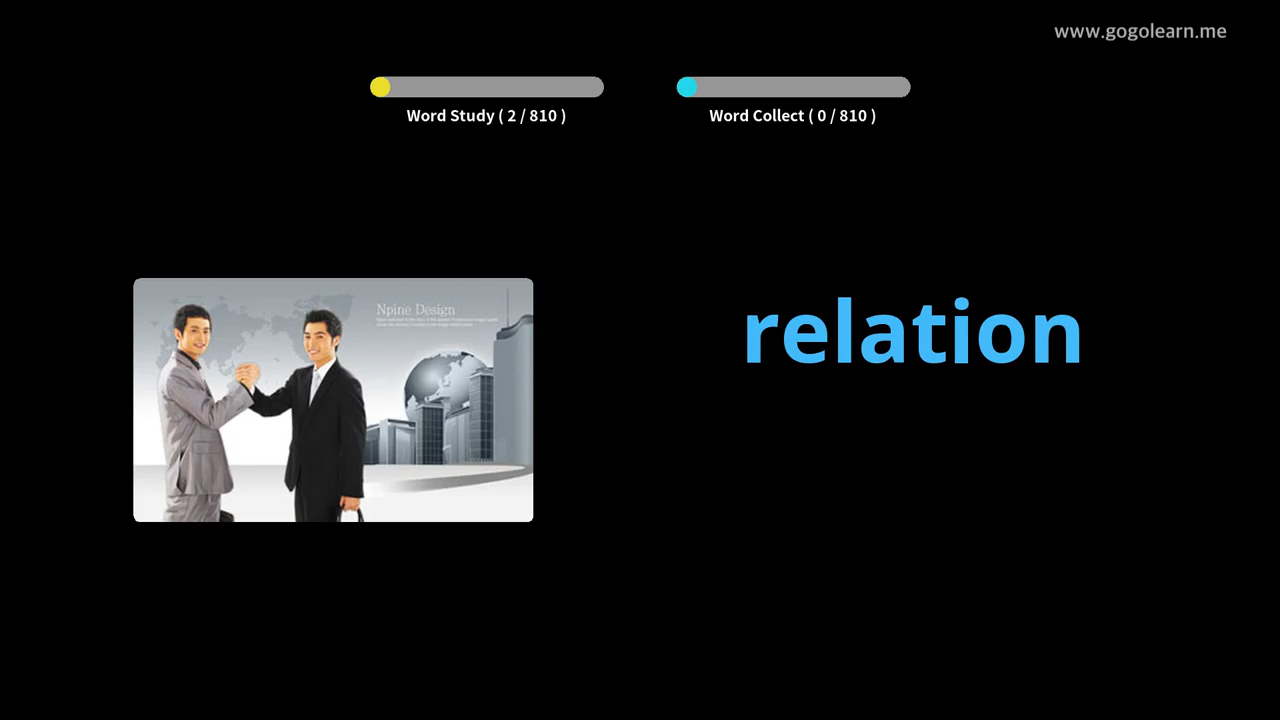 www.gogolearn.me
Word Study ( 2 / 810 )
Word Collect ( 0 / 810 )
Npine Design
relation